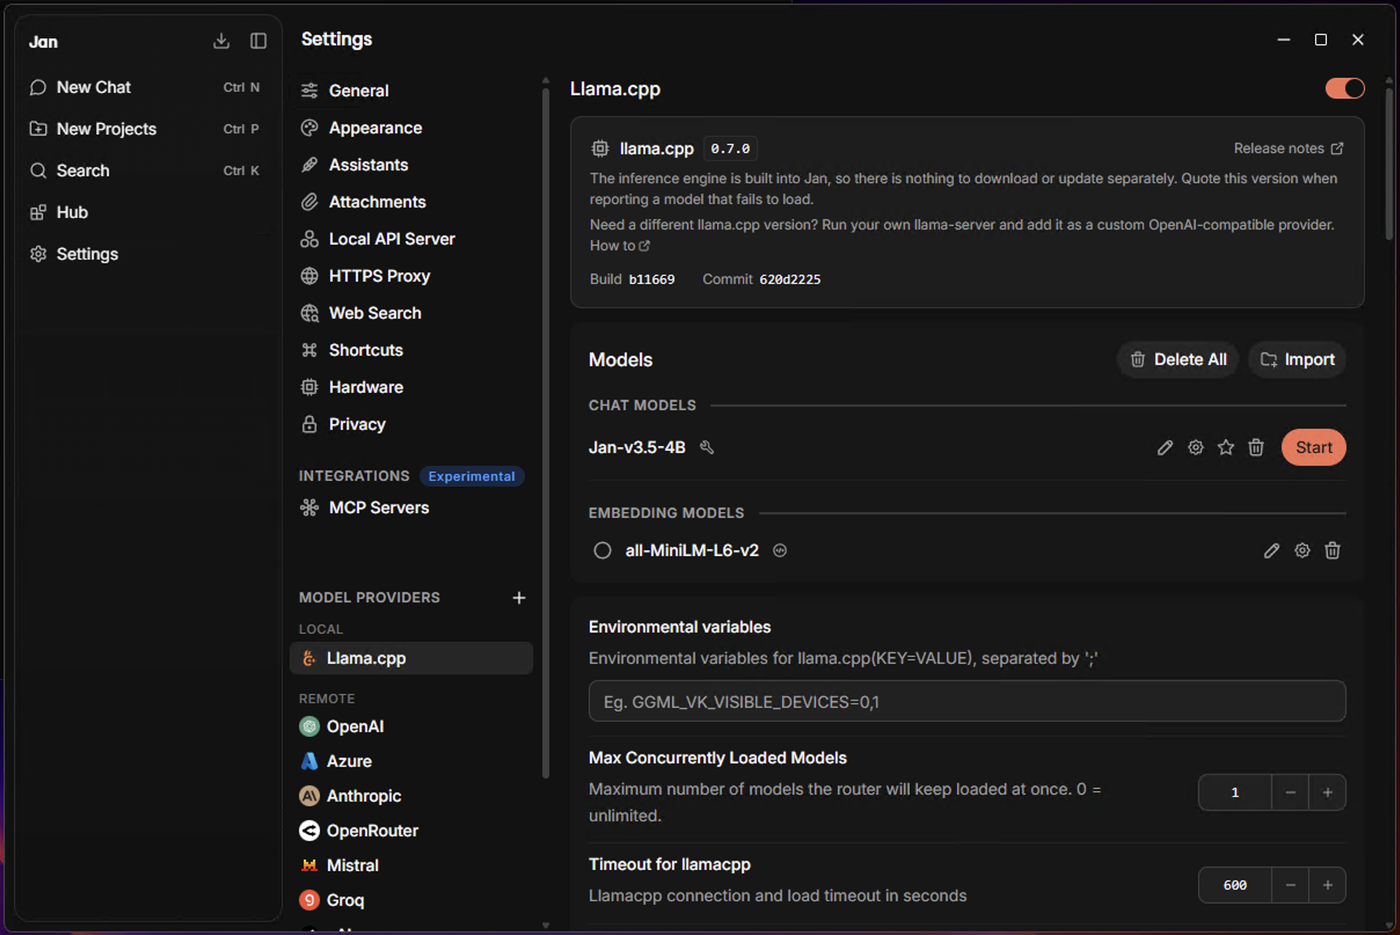 Jan
New Chat Ctrl N
New Projects Ctrl P
Search Ctrl K
Hub
Settings
Settings
General
Appearance
Assistants
Attachments
Local API Server
HTTPS Proxy
Web Search
Shortcuts
Hardware
Privacy
INTEGRATIONS Experimental
MCP Servers
MODEL PROVIDERS
LOCAL
Llama.cpp
REMOTE
OpenAI
Azure
Anthropic
OpenRouter
Mistral
Groq
Llama.cpp
llama.cpp 0.7.0 Release notes
The inference engine is built into Jan, so there is nothing to download or update separately. Quote this version when
reporting a model that fails to load.
Need a different llama.cpp version? Run your own llama-server and add it as a custom OpenAI-compatible provider.
How to
Build b11669 Commit 620d2225
Models Delete All Import
CHAT MODELS
Jan-v3.5-4B Start
EMBEDDING MODELS
all-MiniLM-L6-v2
Environmental variables
Environmental variables for llama.cpp(KEY=VALUE), separated by ';'
Eg. GGML_VK_VISIBLE_DEVICES=0,1
Max Concurrently Loaded Models
Maximum number of models the router will keep loaded at once. 0 = 1
unlimited.
Timeout for llamacpp
Llamacpp connection and load timeout in seconds 600